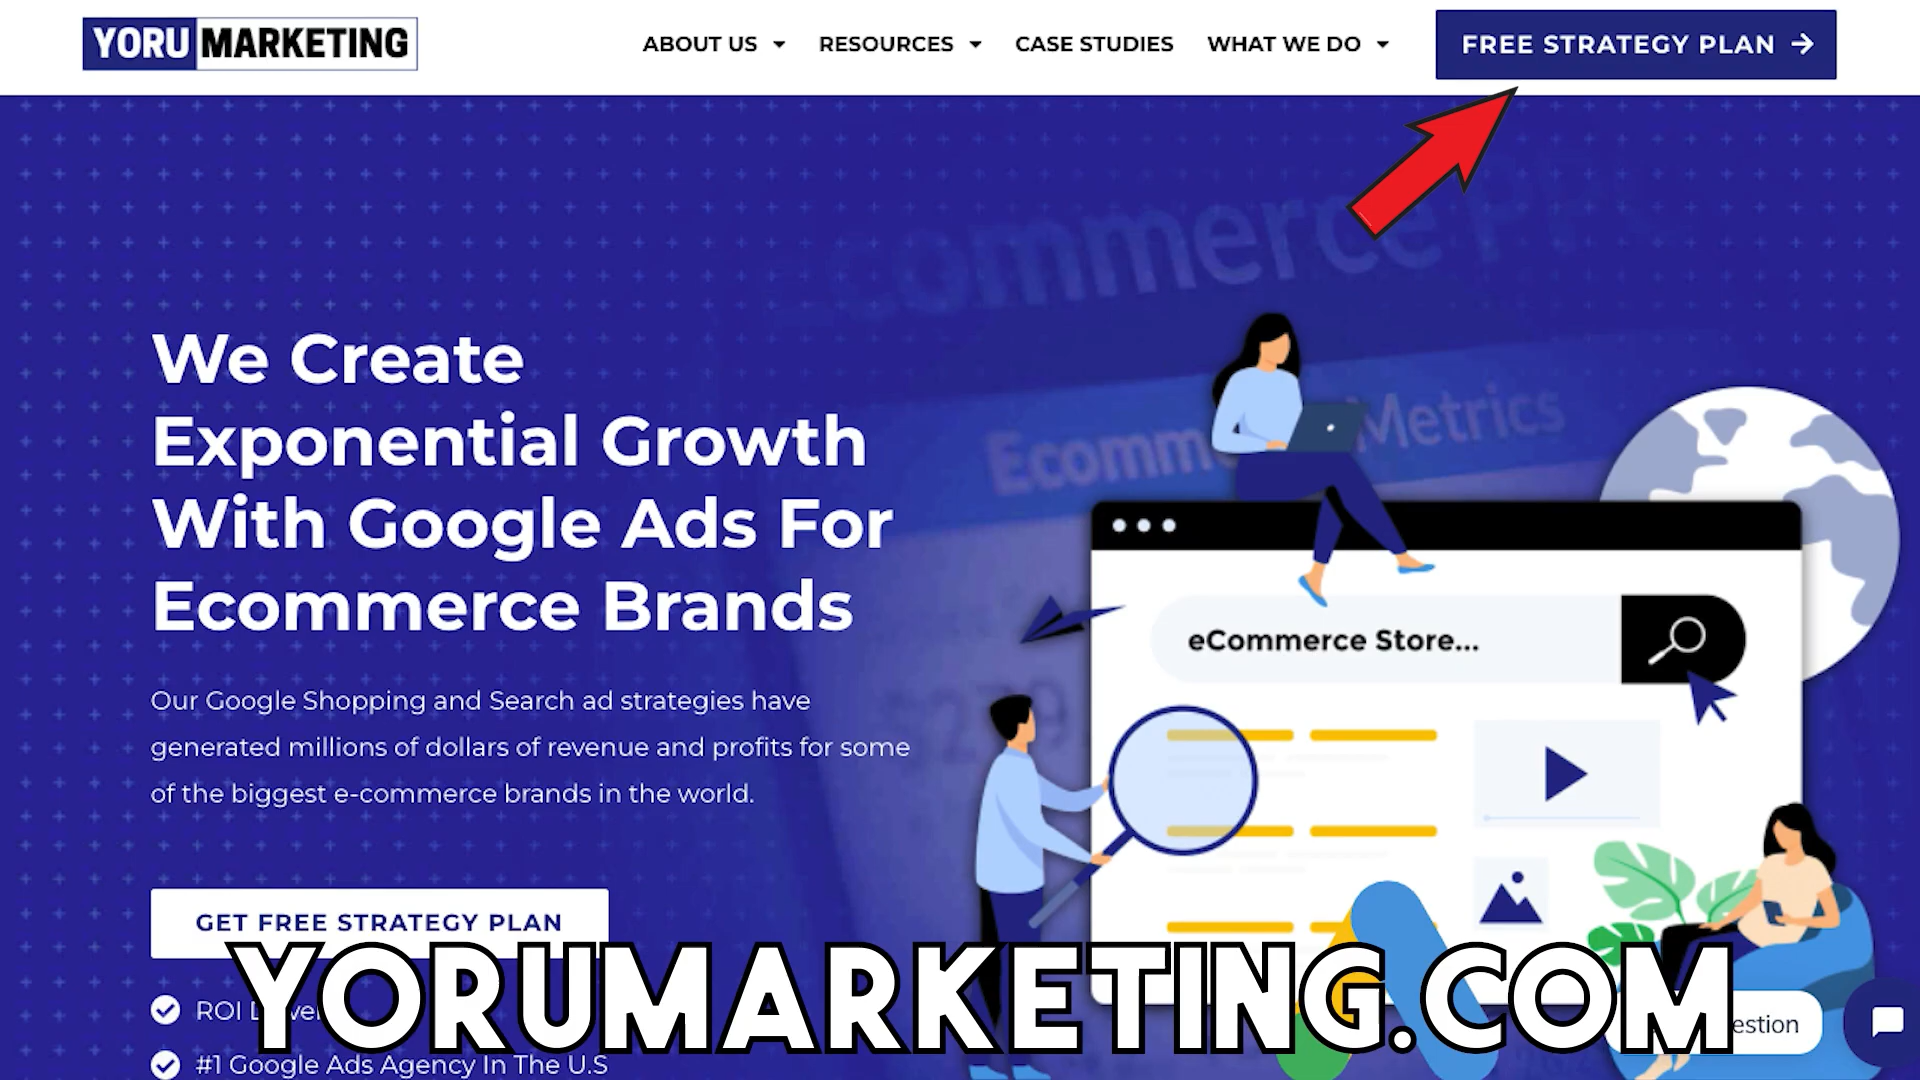 YORU MARKETING
ABOUT US
RESOURCES
CASE STUDIES
WHAT WE DO
FREE STRATEGY PLAN
Ecommerce
Metrics
We Create
Exponential Growth
With Google Ads For
Ecommerce Brands
eCommerce Store...
Our Google Shopping and Search ad strategies have
generated millions of dollars of revenue and profits for some
of the biggest e-commerce brands in the world.
GET FREE STRATEGY PLAN
YORUMARKETING.COM
ROI
#1 Google Ads Agency In The U.S